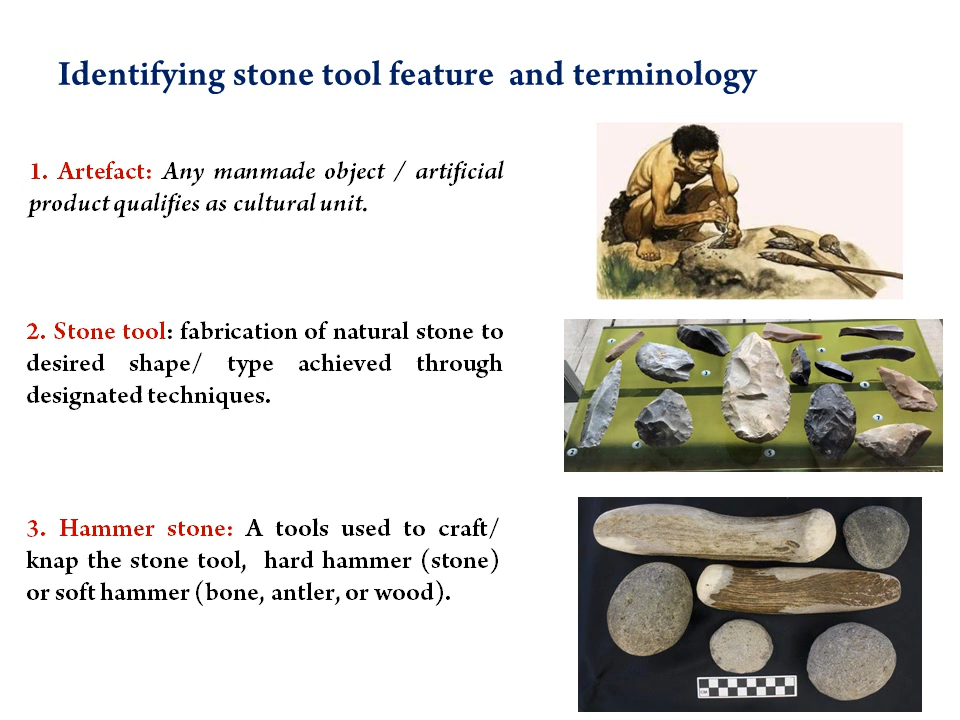 Identifying stone tool feature and terminology
1. Artefact: Any manmade object / artificial
product qualifies as cultural unit.
2. Stone tool: fabrication of natural stone to
desired shape/ type achieved through
designated techniques.
3. Hammer stone: A tools used to craft/
knap the stone tool, hard hammer (stone)
or soft hammer (bone, antler, or wood).